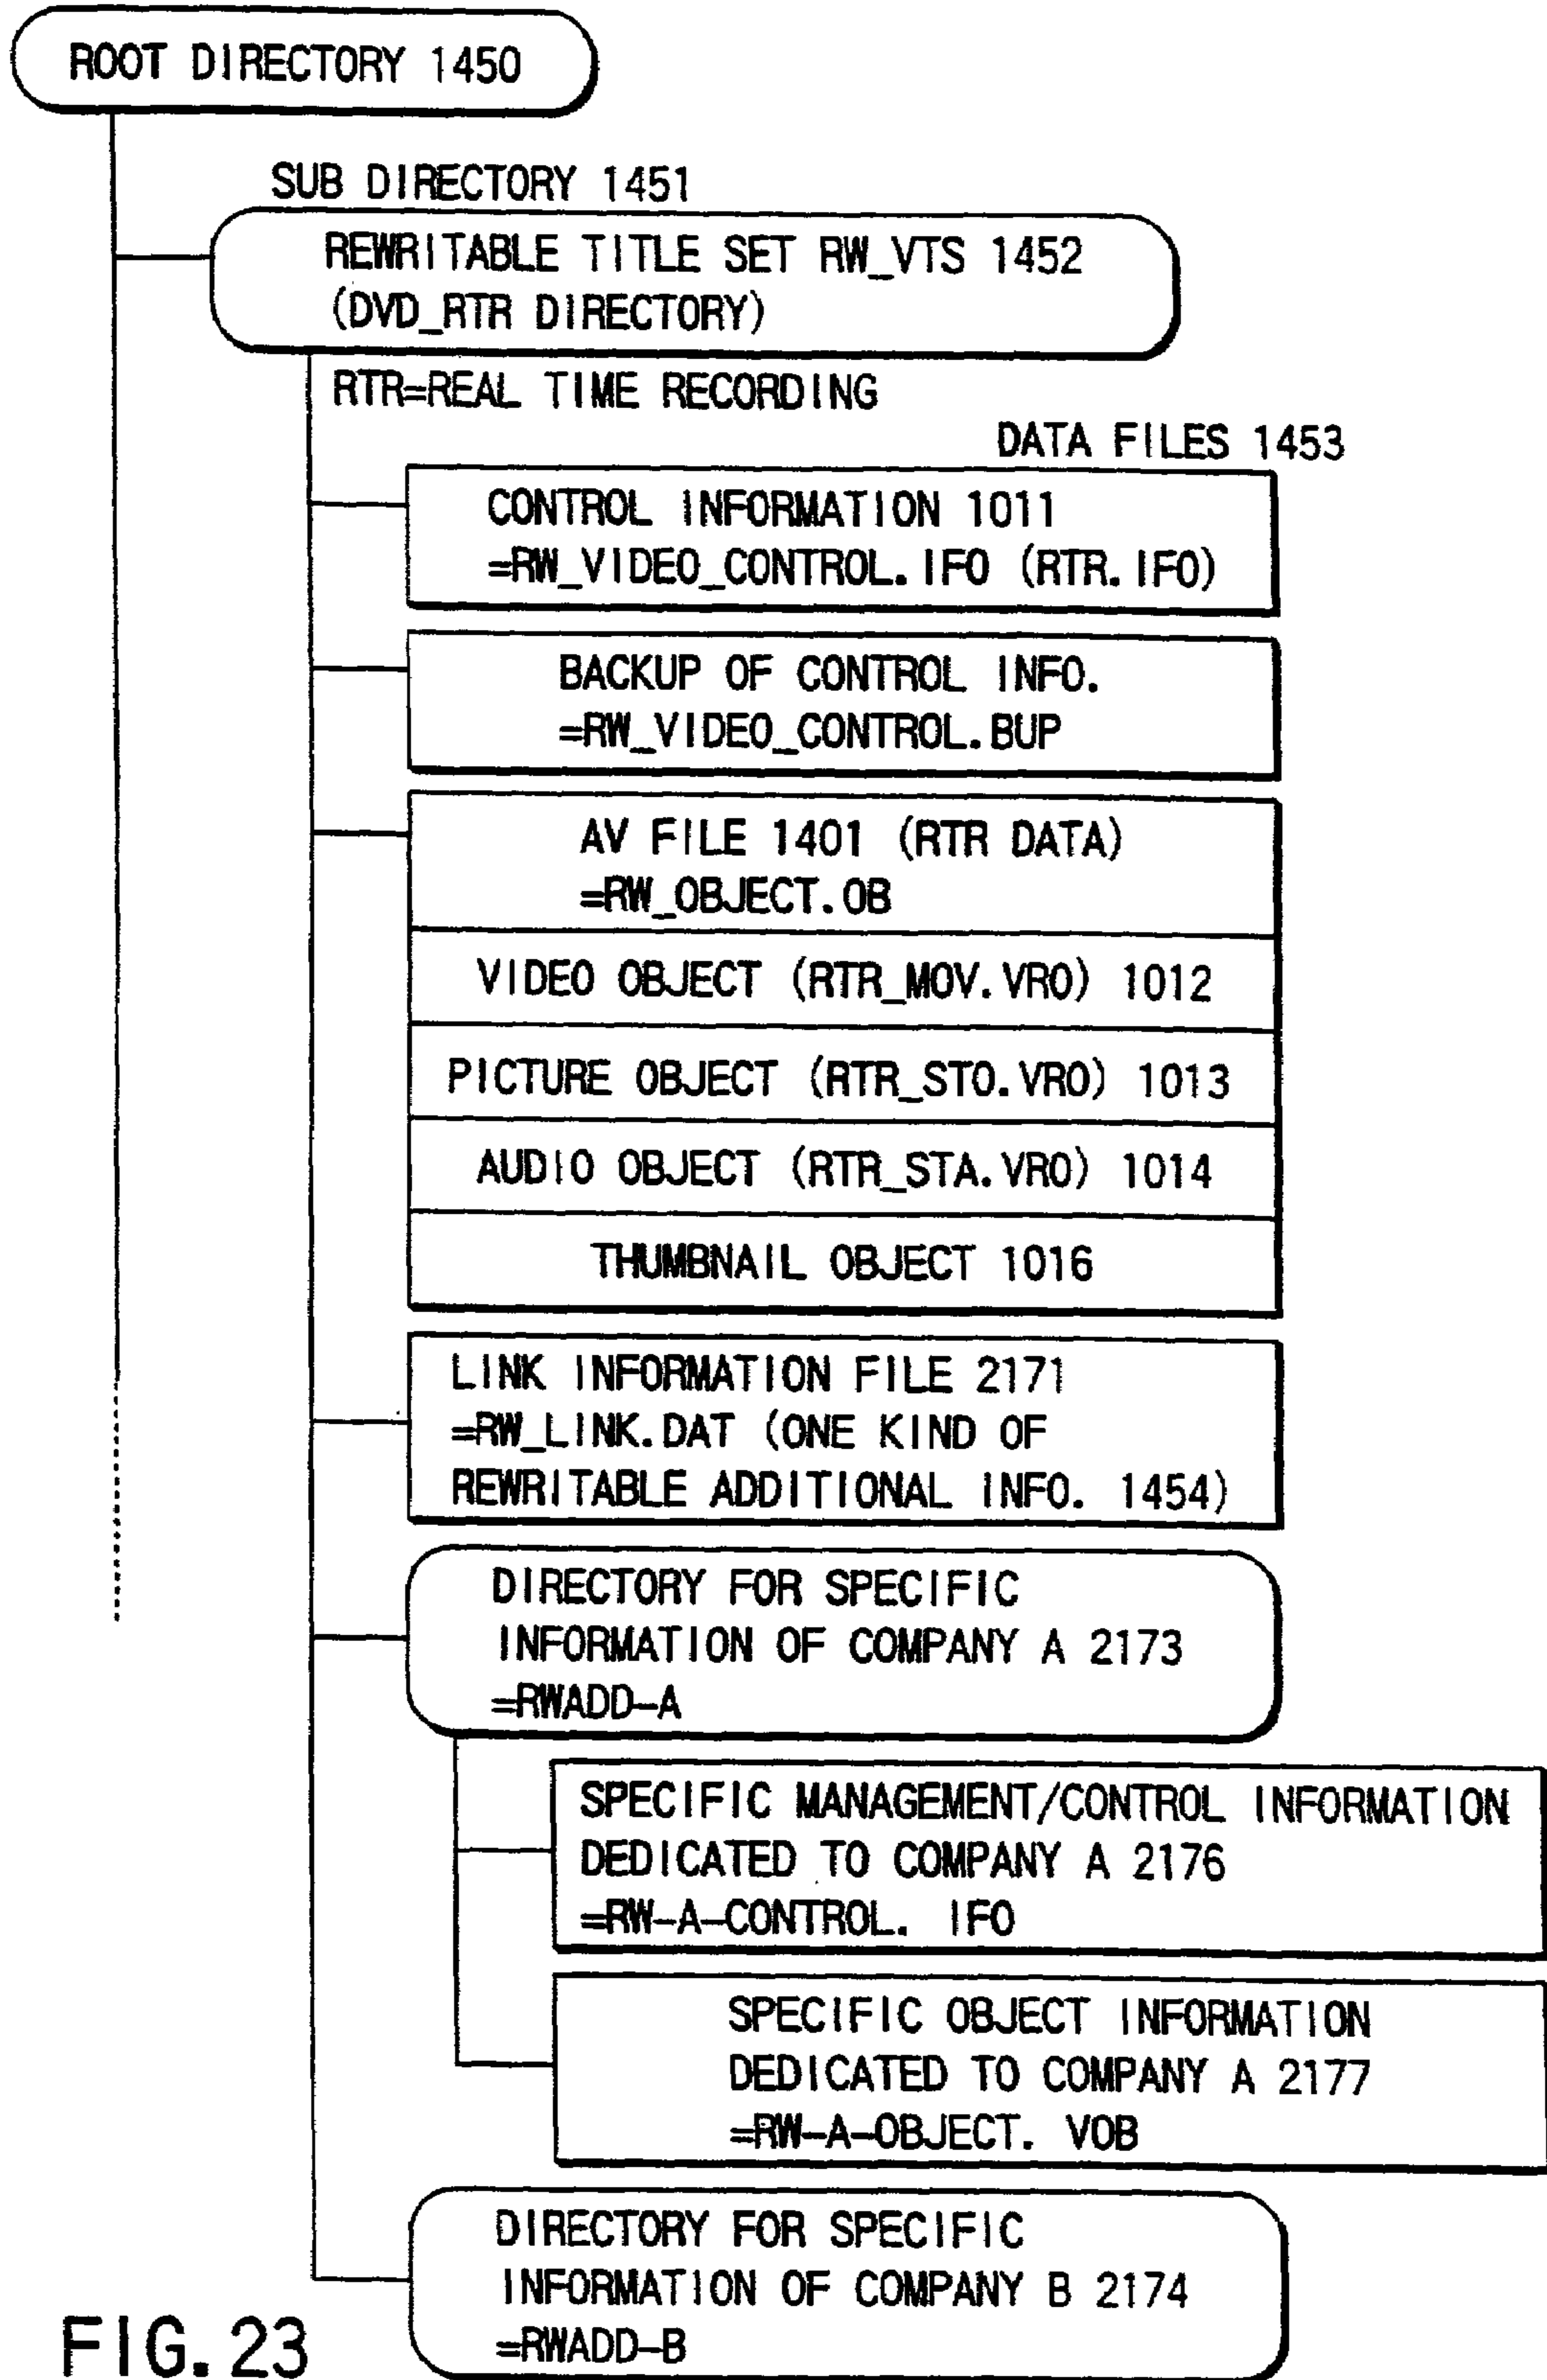 ROOT DIRECTORY 1450
SUB DIRECTORY 1451
REWRITABLE TITLE SET RW_VTS 1452
(DVD_RTR DIRECTORY)
RTR=REAL TIME RECORDING
DATA FILES 1453
CONTROL INFORMATION 1011
=RW_VIDEO_CONTROL.IFO (RTR.IFO)
BACKUP OF CONTROL INFO.
=RW_VIDEO_CONTROL.BUP
AV FILE 1401 (RTR DATA)
=RW_OBJECT.OB
VIDEO OBJECT (RTR_MOV.VRO) 1012
PICTURE OBJECT (RTR_STO.VRO) 1013
AUDIO OBJECT (RTR_STA.VRO) 1014
THUMBNAIL OBJECT 1016
LINK INFORMATION FILE 2171
=RW_LINK.DAT (ONE KIND OF
REWRITABLE ADDITIONAL INFO. 1454)
DIRECTORY FOR SPECIFIC
INFORMATION OF COMPANY A 2173
=RWADD-A
SPECIFIC MANAGEMENT/CONTROL INFORMATION
DEDICATED TO COMPANY A 2176
=RW-A-CONTROL. IFO
SPECIFIC OBJECT INFORMATION
DEDICATED TO COMPANY A 2177
=RW-A-OBJECT. VOB
DIRECTORY FOR SPECIFIC
INFORMATION OF COMPANY B 2174
=RWADD-B
FIG. 23